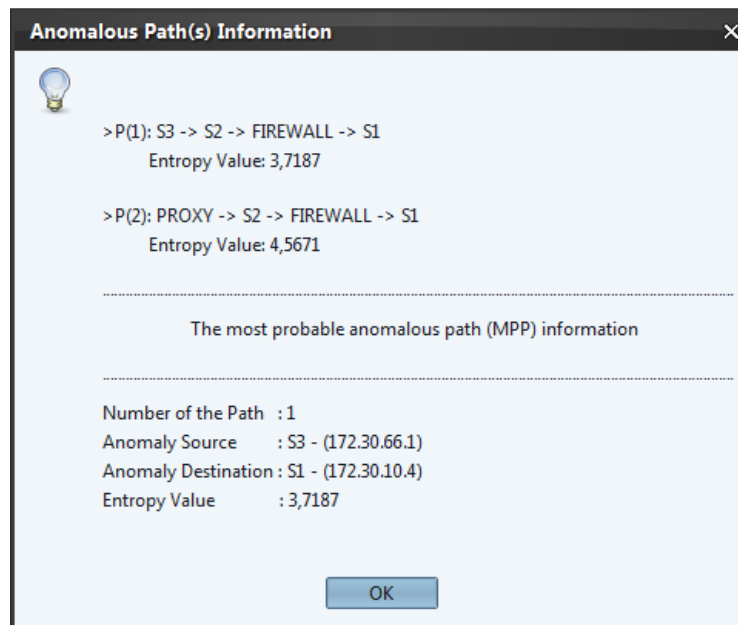 Anomalous Path(s) Information
>P(1): S3 -> S2 -> FIREWALL -> S1
Entropy Value: 3,7187
>P(2): PROXY -> S2 -> FIREWALL -> S1
Entropy Value: 4,5671
The most probable anomalous path (MPP) information
Number of the Path : 1
Anomaly Source : S3 - (172.30.66.1)
Anomaly Destination : S1 - (172.30.10.4)
Entropy Value : 3,7187
OK